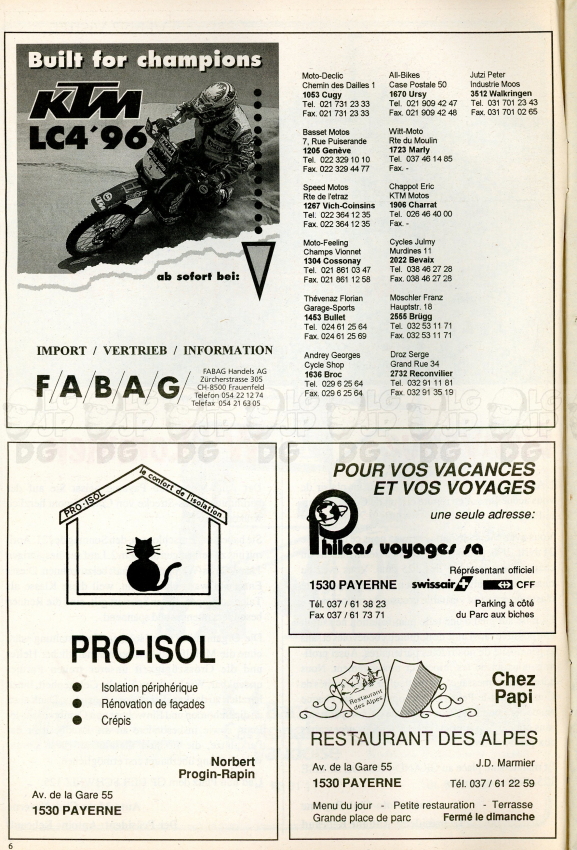 Built for champions
KTM
LC4'96
ab sofort bei:
IMPORT / VERTRIEB / INFORMATION
F/A/B/A/G/
FABAG Handels AG
Zürcherstrasse 305
CH-8500 Frauenfeld
Telefon 054 22 12 74
Telefax 054 21 63 05
Moto-Declic
Chemin des Dailles 1
1053 Cugy
Tel. 021 731 23 33
Fax. 021 731 23 33
Basset Motos
7, Rue Puiserande
1205 Genève
Tel. 022 329 10 10
Fax. 022 329 44 77
Speed Motos
Rte de l'etraz
1267 Vich-Coinsins
Tel. 022 364 12 35
Fax. 022 364 12 35
Moto-Feeling
Champs Vionnet
1304 Cossonay
Tel. 021 861 03 47
Fax. 021 861 12 58
Thévenaz Florian
Garage-Sports
1453 Bullet
Tel. 024 61 25 64
Fax. 024 61 25 69
Andrey Georges
Cycle Shop
1636 Broc
Tel. 029 6 25 64
Fax. 029 6 25 64
All-Bikes
Case Postale 50
1670 Ursy
Tel. 021 909 42 47
Fax. 021 909 42 48
Witt-Moto
Rte du Moulin
1723 Marly
Tel. 037 46 14 85
Fax. -
Chappot Eric
KTM Motos
1906 Charrat
Tel. 026 46 40 00
Fax. -
Cycles Julmy
Murdines 11
2022 Bevaix
Tel. 038 46 27 28
Fax. 038 46 27 28
Möschler Franz
Hauptstr. 18
2555 Brügg
Tel. 032 53 11 71
Fax. 032 53 11 71
Droz Serge
Grand Rue 34
2732 Reconvilier
Tel. 032 91 11 81
Fax. 032 91 35 19
Jutzi Peter
Industrie Moos
3512 Walkringen
Tel. 031 701 23 43
Fax. 031 701 02 65
PRO-ISOL
le confort de l'isolation
PRO-ISOL
● Isolation périphérique
● Rénovation de façades
● Crépis
Norbert
Progin-Rapin
Av. de la Gare 55
1530 PAYERNE
POUR VOS VACANCES
ET VOS VOYAGES
une seule adresse:
Phileas voyages sa
Réprésentant officiel
1530 PAYERNE swissair CFF
Tél. 037 / 61 38 23
Fax 037 / 61 73 71
Parking à côté
du Parc aux biches
Restaurant
des Alpes
Chez
Papi
RESTAURANT DES ALPES
Av. de la Gare 55
J.D. Marmier
1530 PAYERNE
Tél. 037 / 61 22 59
Menu du jour - Petite restauration - Terrasse
Grande place de parc Fermé le dimanche
6